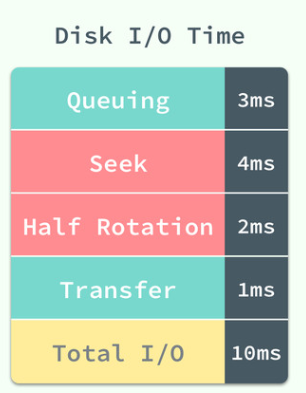 Disk I/O Time
Queuing 3ms
Seek 4ms
Half Rotation 2ms
Transfer 1ms
Total I/O 10ms